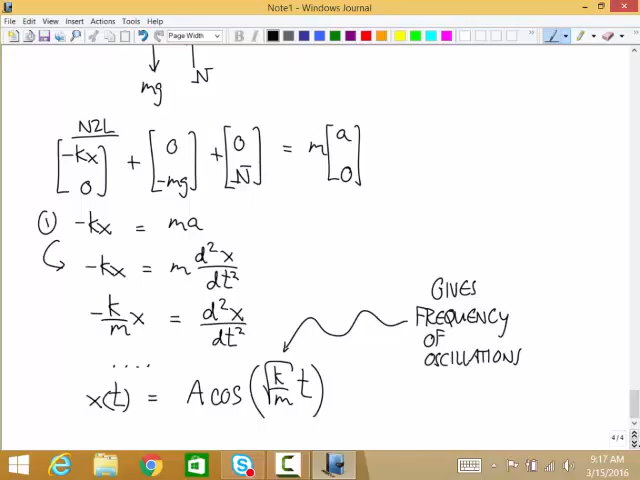 Note1 - Windows Journal
File Edit View Insert Actions Tools Help
Page Width
mg
N
N2L
[-kx 0] + [0 -mg] + [0 N] = m [a 0]
① -kx = ma
-kx = m d²x/dt²
-k/m x = d²x/dt²
....
x(t) = A cos(√(k/m) t)
GIVES
FREQUENCY
OF
OSCILLATIONS
4/4
9:17 AM
3/15/2016